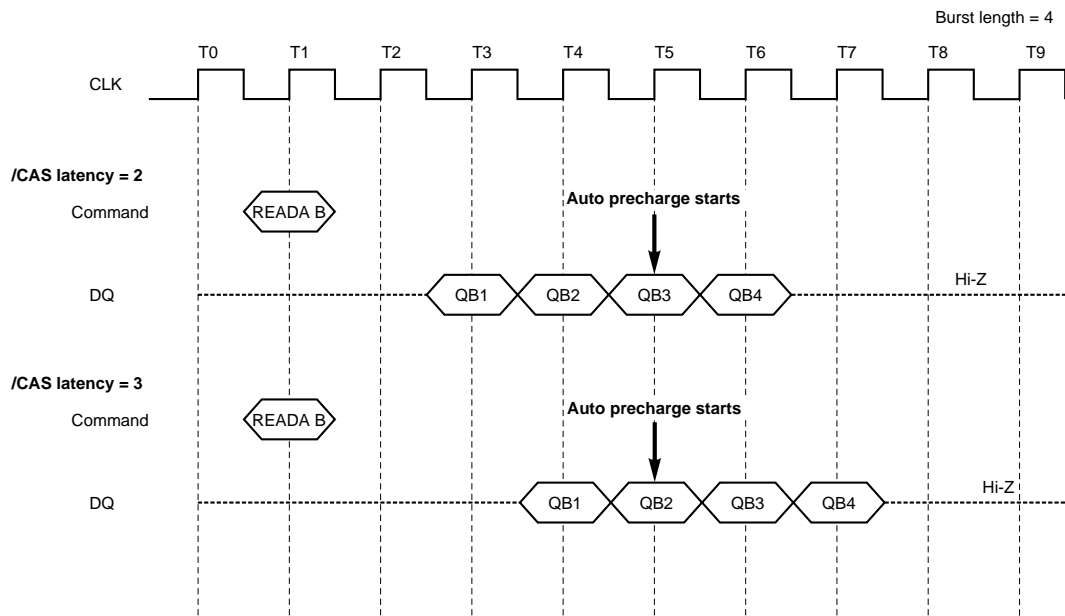 Burst length = 4
T0 T1 T2 T3 T4 T5 T6 T7 T8 T9
CLK
/CAS latency = 2
Command READA B Auto precharge starts
DQ QB1 QB2 QB3 QB4 Hi-Z
/CAS latency = 3
Command READA B Auto precharge starts
DQ QB1 QB2 QB3 QB4 Hi-Z